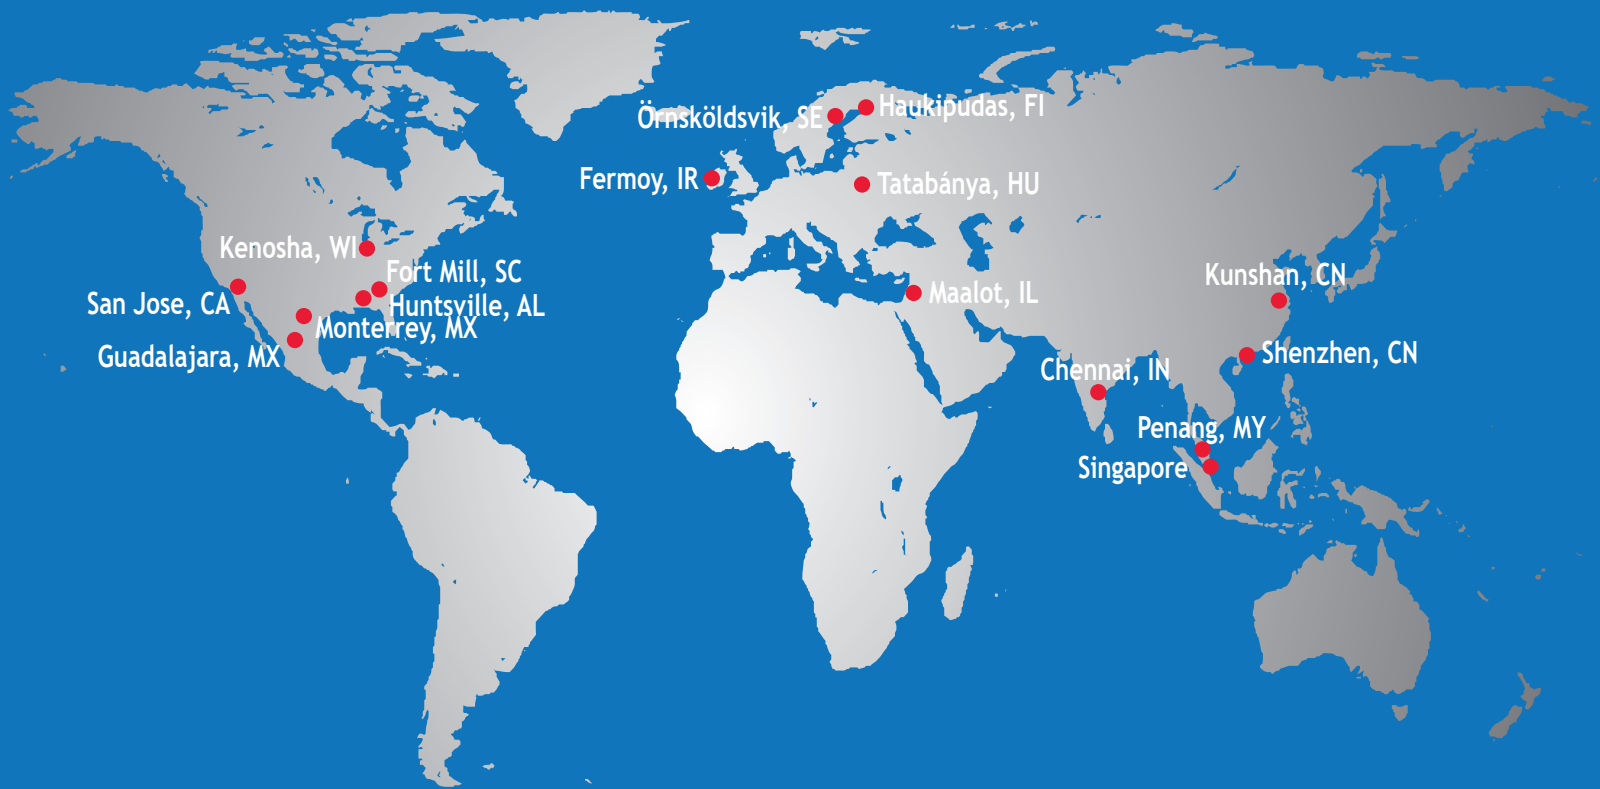 Örnsköldsvik, SE
Haukipudas, FI
Fermoy, IR
Tatabánya, HU
Kenosha, WI
Fort Mill, SC
San Jose, CA
Huntsville, AL
Monterrey, MX
Guadalajara, MX
Maalot, IL
Kunshan, CN
Shenzhen, CN
Chennai, IN
Penang, MY
Singapore